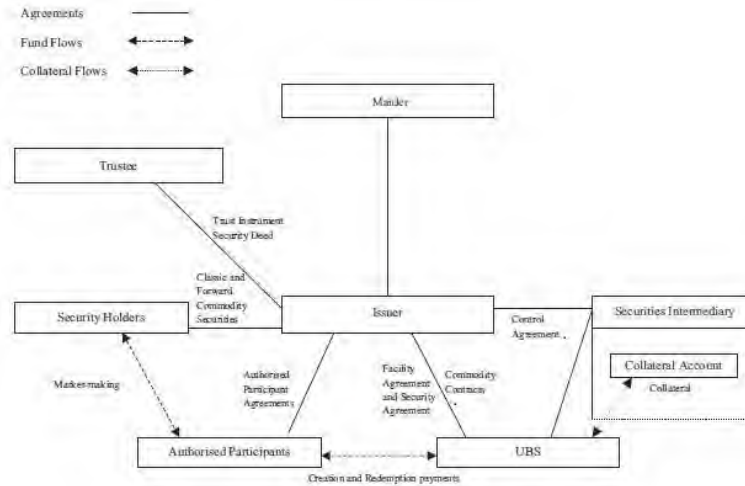 Agreements
Fund Flows
Collateral Flows
Trustee
Trust Instrument
Security Deed
Classic and
Forward
Commodity
Securities
Security Holders
Issuer
Securities Intermediary
Control
Agreement
Collateral Account
Collateral
Market-making
Authorised
Participant
Agreements
Facility
Agreement
and Security
Agreement
Commodity
Contracts
Authorised Participants
UBS
Creation and Redemption payments